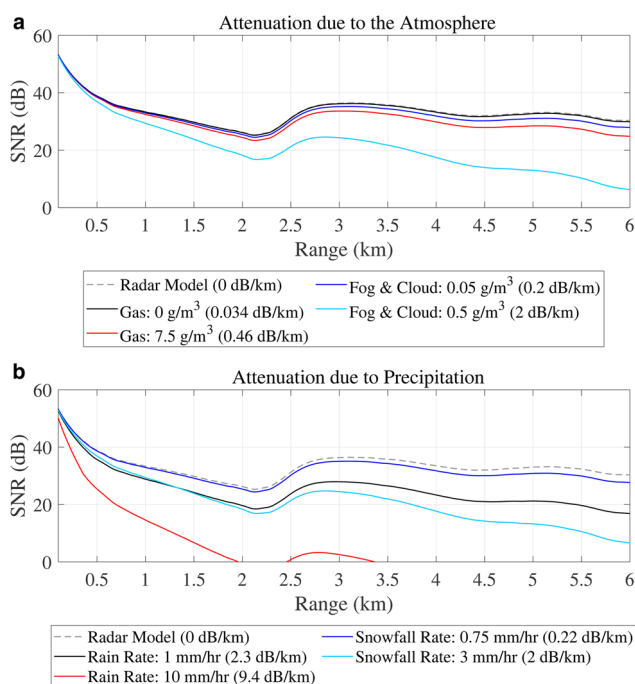 a
Attenuation due to the Atmosphere
60
40
20
0
SNR (dB)
0.5 1 1.5 2 2.5 3 3.5 4 4.5 5 5.5 6
Range (km)
Radar Model (0 dB/km)
Gas: 0 g/m³ (0.034 dB/km)
Gas: 7.5 g/m³ (0.46 dB/km)
Fog & Cloud: 0.05 g/m³ (0.2 dB/km)
Fog & Cloud: 0.5 g/m³ (2 dB/km)
b
Attenuation due to Precipitation
60
40
20
0
SNR (dB)
0.5 1 1.5 2 2.5 3 3.5 4 4.5 5 5.5 6
Range (km)
Radar Model (0 dB/km)
Rain Rate: 1 mm/hr (2.3 dB/km)
Rain Rate: 10 mm/hr (9.4 dB/km)
Snowfall Rate: 0.75 mm/hr (0.22 dB/km)
Snowfall Rate: 3 mm/hr (2 dB/km)